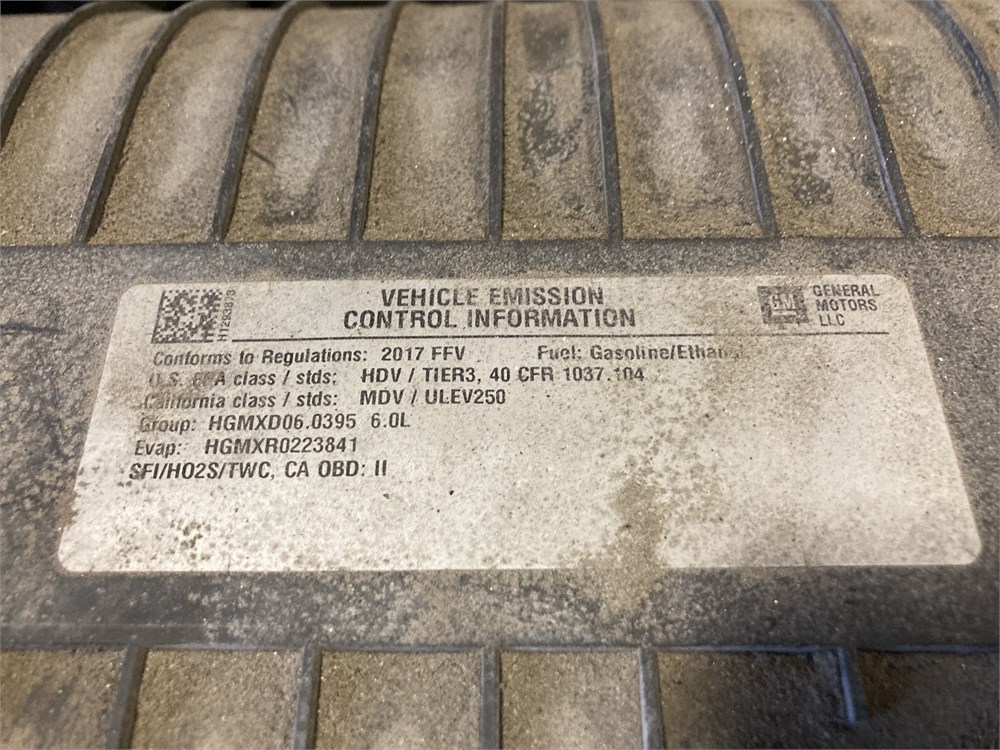 VEHICLE EMISSION
CONTROL INFORMATION
GM
GENERAL
MOTORS
LLC
Conforms to Regulations: 2017 FFV Fuel: Gasoline/Ethan
U.S. EPA class / stds: HDV / TIER3, 40 CFR 1037.104
California class / stds: MDV / ULEV250
Group: HGMXD06.0395 6.0L
Evap: HGMXR0223841
SFI/HO2S/TWC, CA OBD: II